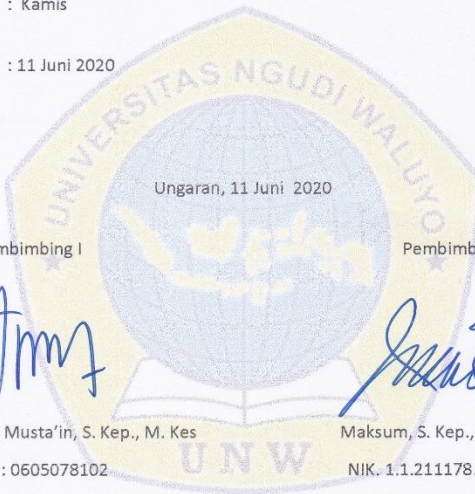 : Kamis
: 11 Juni 2020
UNIVERSITAS NGUDI WALUYO
Ungaran, 11 Juni 2020
mbimbing I Pembimb
Musta'in, S. Kep., M. Kes Maksum, S. Kep.,
: 0605078102 NIK. 1.1.211178.
UNW